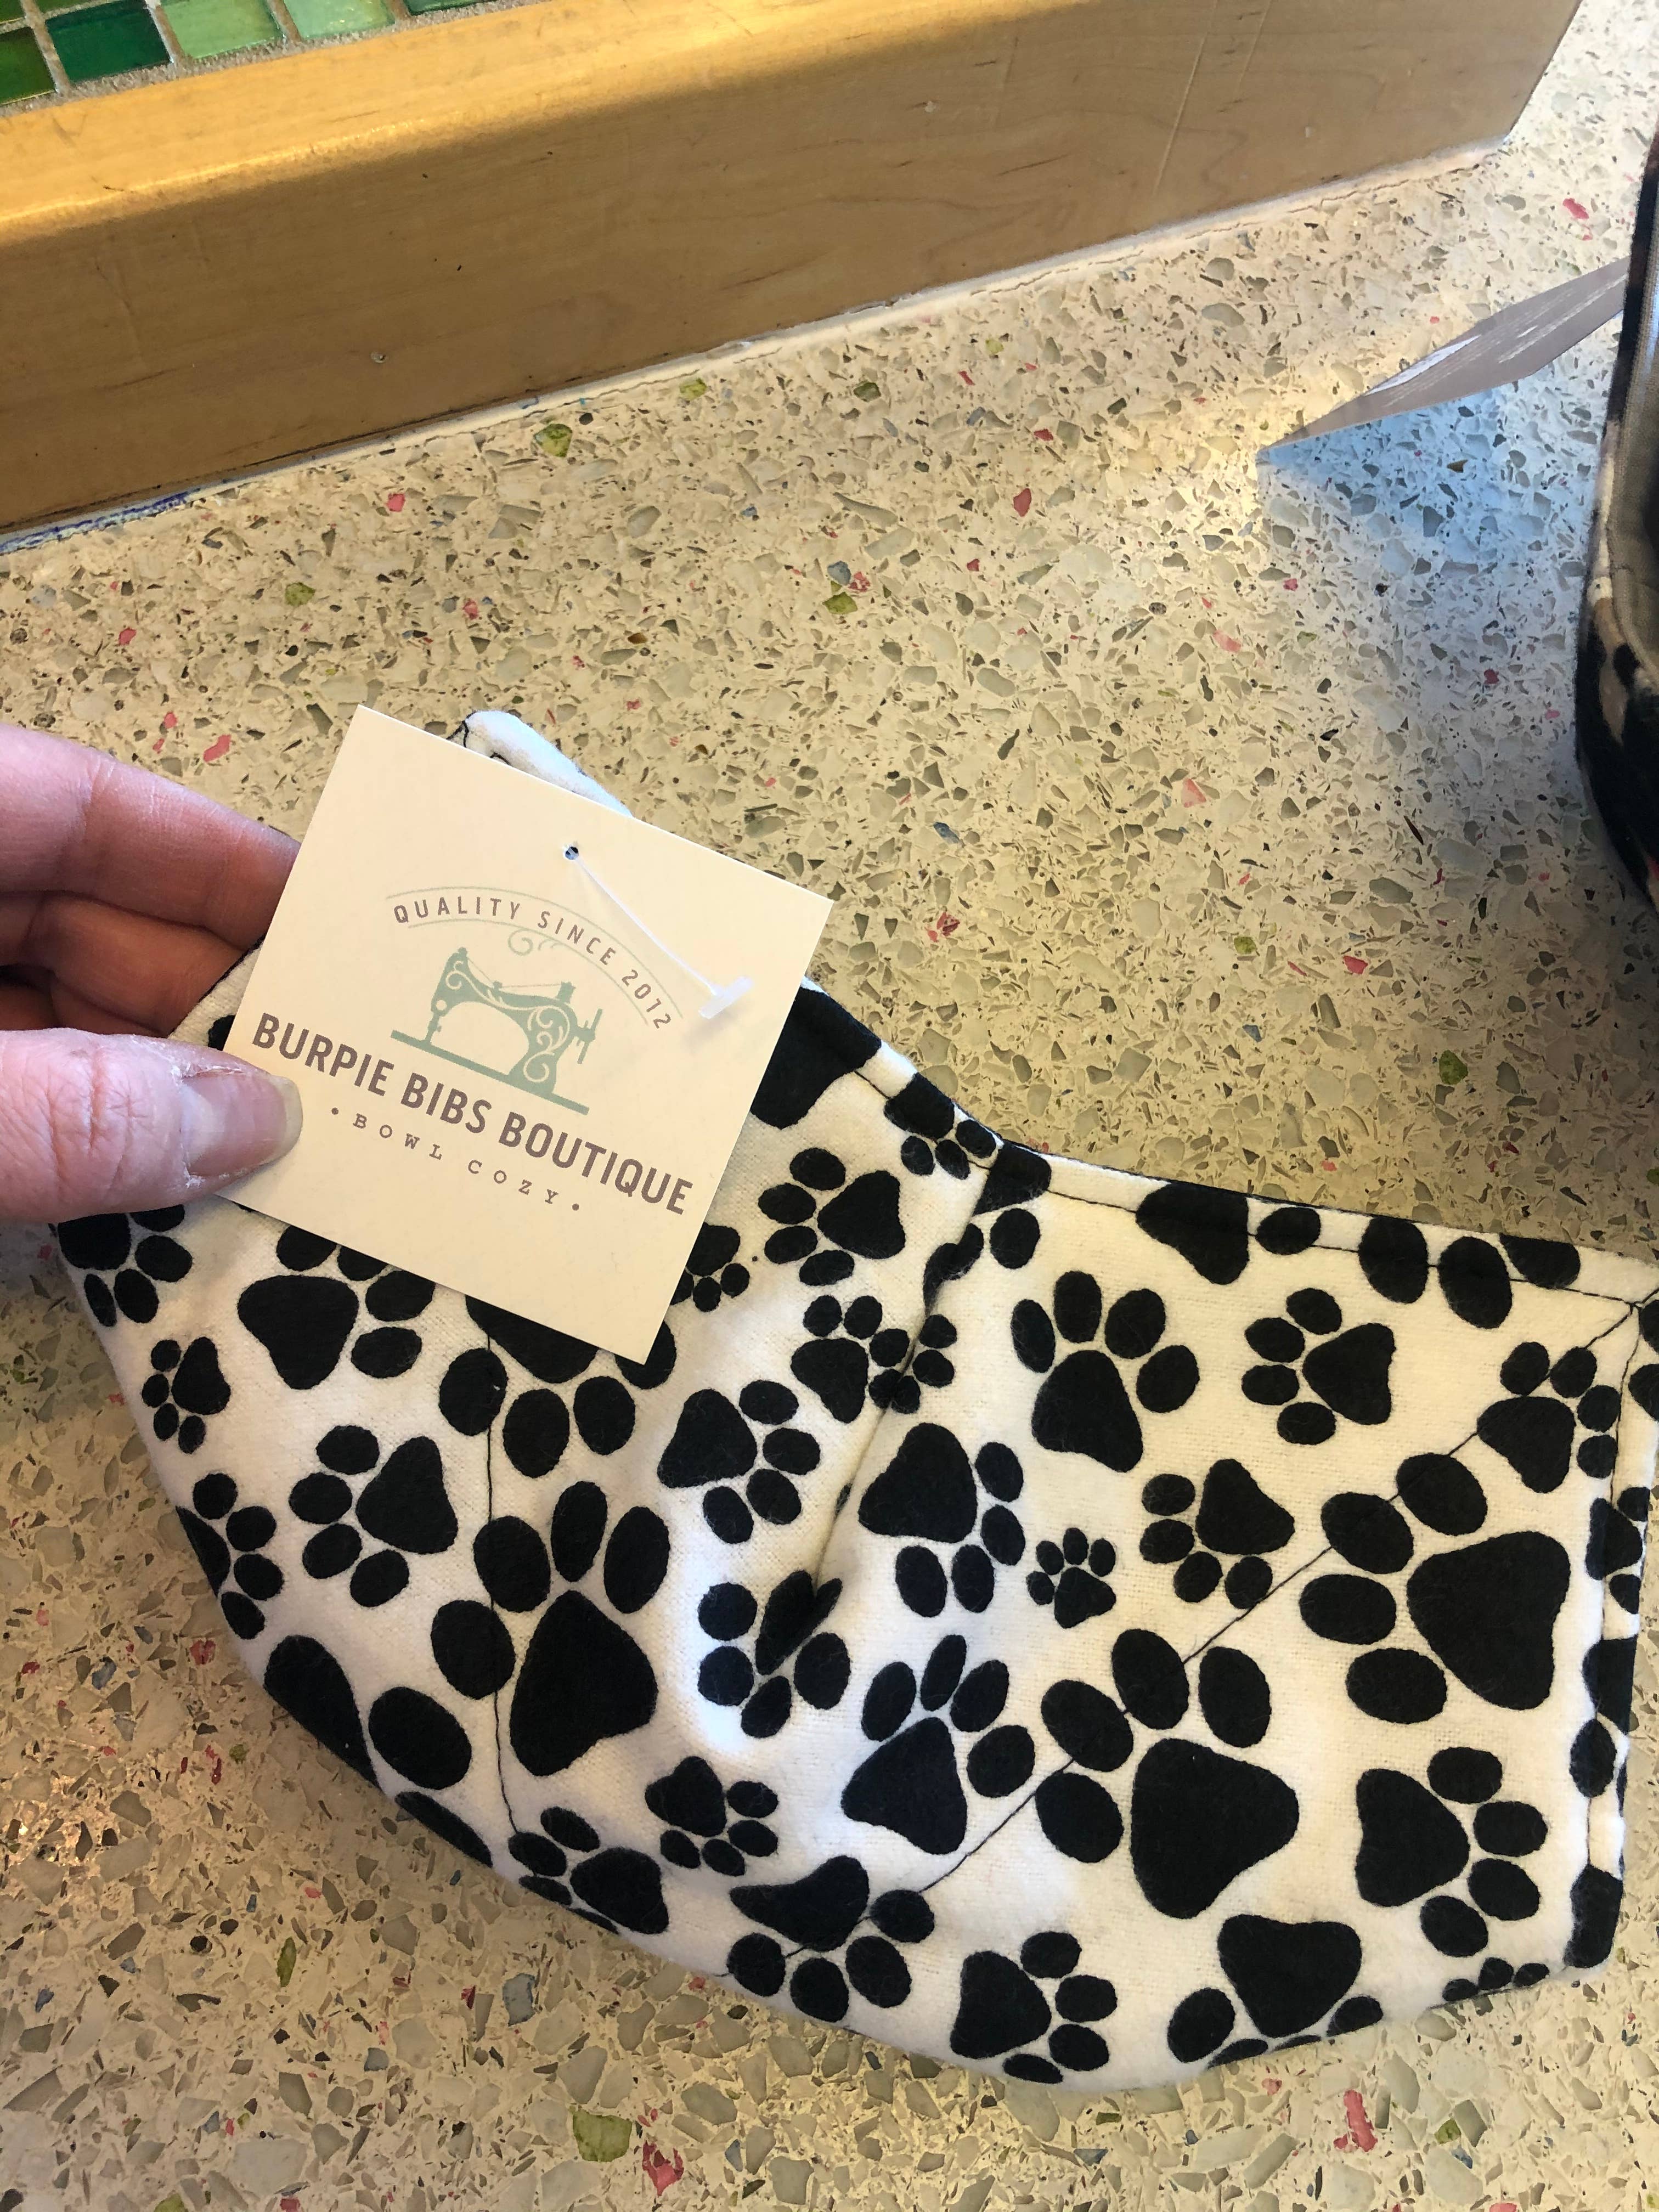 QUALITY SINCE 2012
BURPIE BIBS BOUTIQUE
• BOWL COZY •